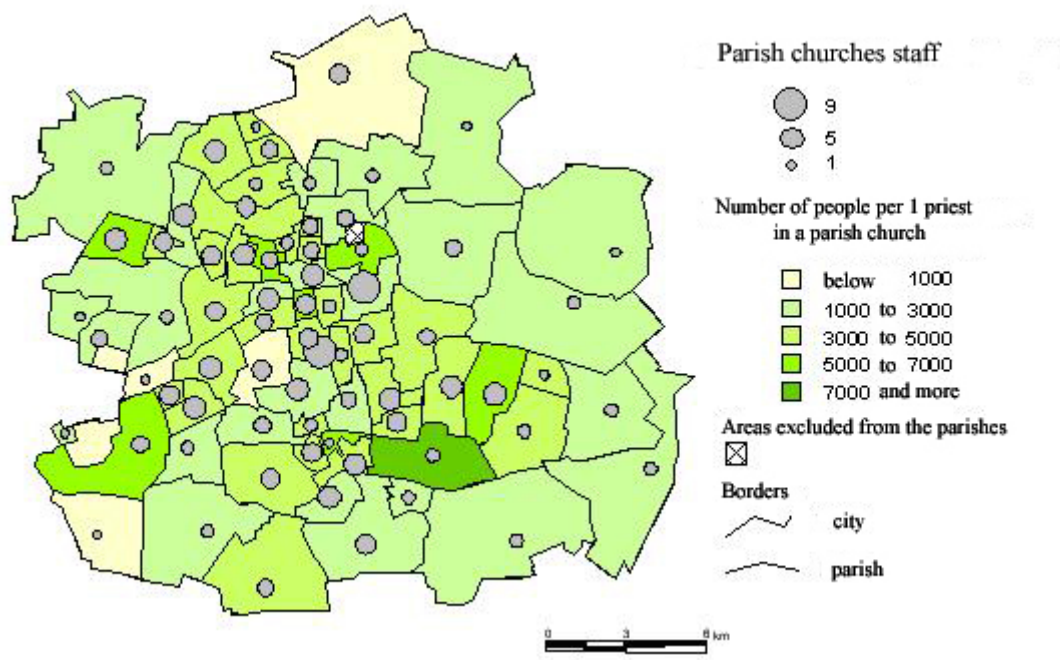 Parish churches staff
9
5
1
Number of people per 1 priest
in a parish church
below 1000
1000 to 3000
3000 to 5000
5000 to 7000
7000 and more
Areas excluded from the parishes
Borders
city
parish
0 3 6 km